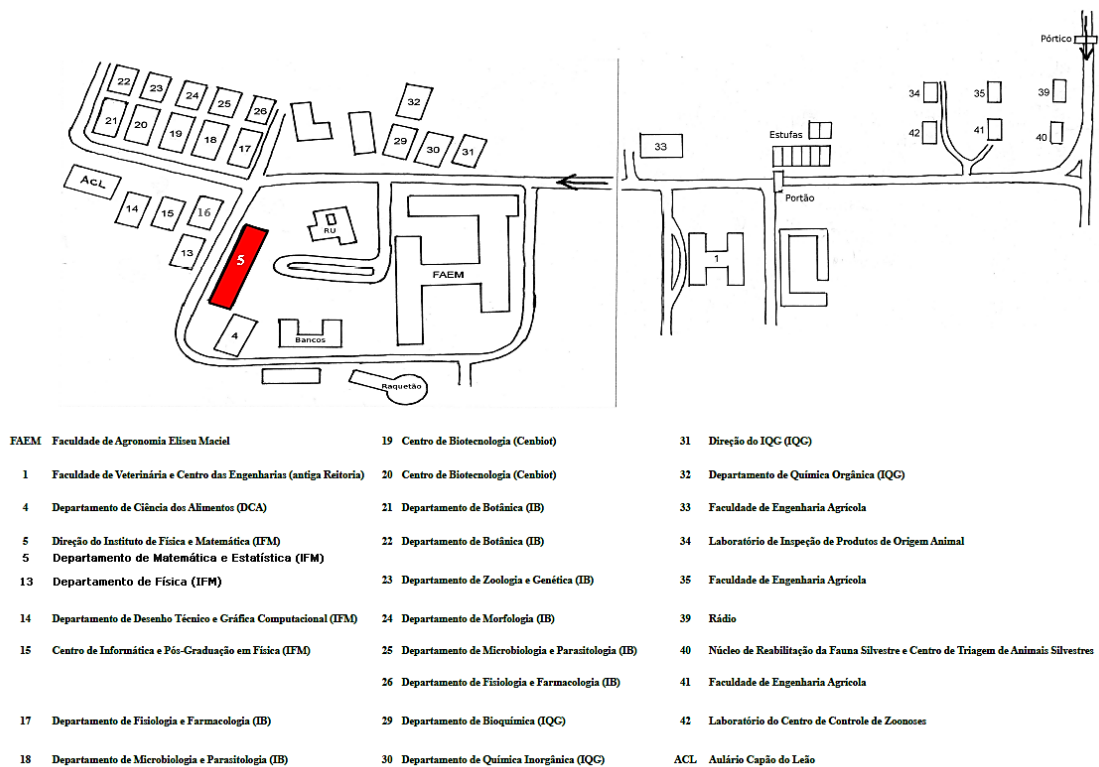 Pórtico
22
23
24
25
26
32
34
35
39
21
20
19
18
17
29
30
31
33
Estufas
42
41
40
ACL
14
15
16
Portão
RU
13
5
FAEM
1
4
Bancos
Raquetão
FAEM Faculdade de Agronomia Eliseu Maciel
1 Faculdade de Veterinária e Centro das Engenharias (antiga Reitoria)
4 Departamento de Ciência dos Alimentos (DCA)
5 Direção do Instituto de Física e Matemática (IFM)
5 Departamento de Matemática e Estatística (IFM)
13 Departamento de Física (IFM)
14 Departamento de Desenho Técnico e Gráfica Computacional (IFM)
15 Centro de Informática e Pós-Graduação em Física (IFM)
17 Departamento de Fisiologia e Farmacologia (IB)
18 Departamento de Microbiologia e Parasitologia (IB)
19 Centro de Biotecnologia (Cenbiot)
20 Centro de Biotecnologia (Cenbiot)
21 Departamento de Botânica (IB)
22 Departamento de Botânica (IB)
23 Departamento de Zoologia e Genética (IB)
24 Departamento de Morfologia (IB)
25 Departamento de Microbiologia e Parasitologia (IB)
26 Departamento de Fisiologia e Farmacologia (IB)
29 Departamento de Bioquímica (IQG)
30 Departamento de Química Inorgânica (IQG)
31 Direção do IQG (IQG)
32 Departamento de Química Orgânica (IQG)
33 Faculdade de Engenharia Agrícola
34 Laboratório de Inspeção de Produtos de Origem Animal
35 Faculdade de Engenharia Agrícola
39 Rádio
40 Núcleo de Reabilitação da Fauna Silvestre e Centro de Triagem de Animais Silvestres
41 Faculdade de Engenharia Agrícola
42 Laboratório do Centro de Controle de Zoonoses
ACL Aulário Capão do Leão